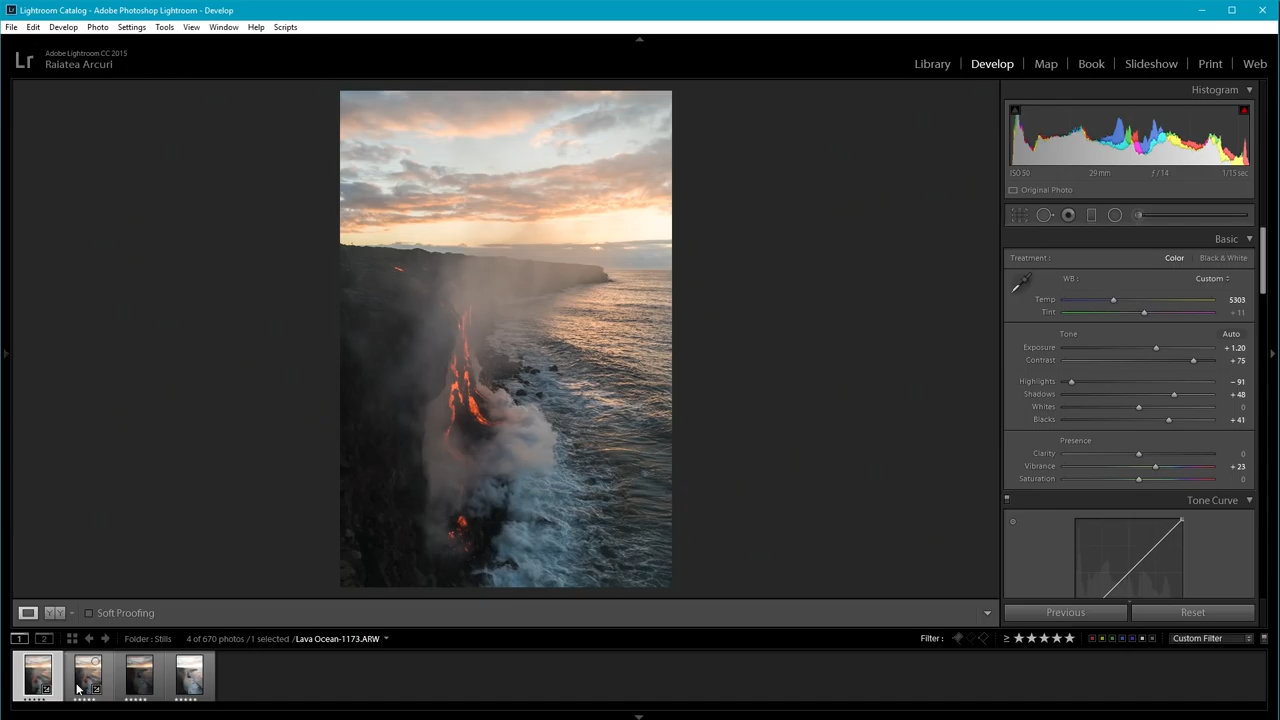 Lightroom Catalog - Adobe Photoshop Lightroom - Develop
File Edit Develop Photo Settings Tools View Window Help Scripts
Lr
Adobe Lightroom CC 2015
Raiatea Arcuri
Library | Develop | Map | Book | Slideshow | Print | Web
Histogram
ISO 50 29 mm f / 14 1/15 sec
Original Photo
Basic
Treatment : Color | Black & White
WB : Custom
Temp 5303
Tint + 11
Tone Auto
Exposure + 1.20
Contrast + 75
Highlights − 91
Shadows + 48
Whites 0
Blacks + 41
Presence
Clarity 0
Vibrance + 23
Saturation 0
Tone Curve
YY Soft Proofing
Previous Reset
1 2 Folder : Stills 4 of 670 photos / 1 selected / Lava Ocean-1173.ARW Filter : ≥ ★★★★★ Custom Filter